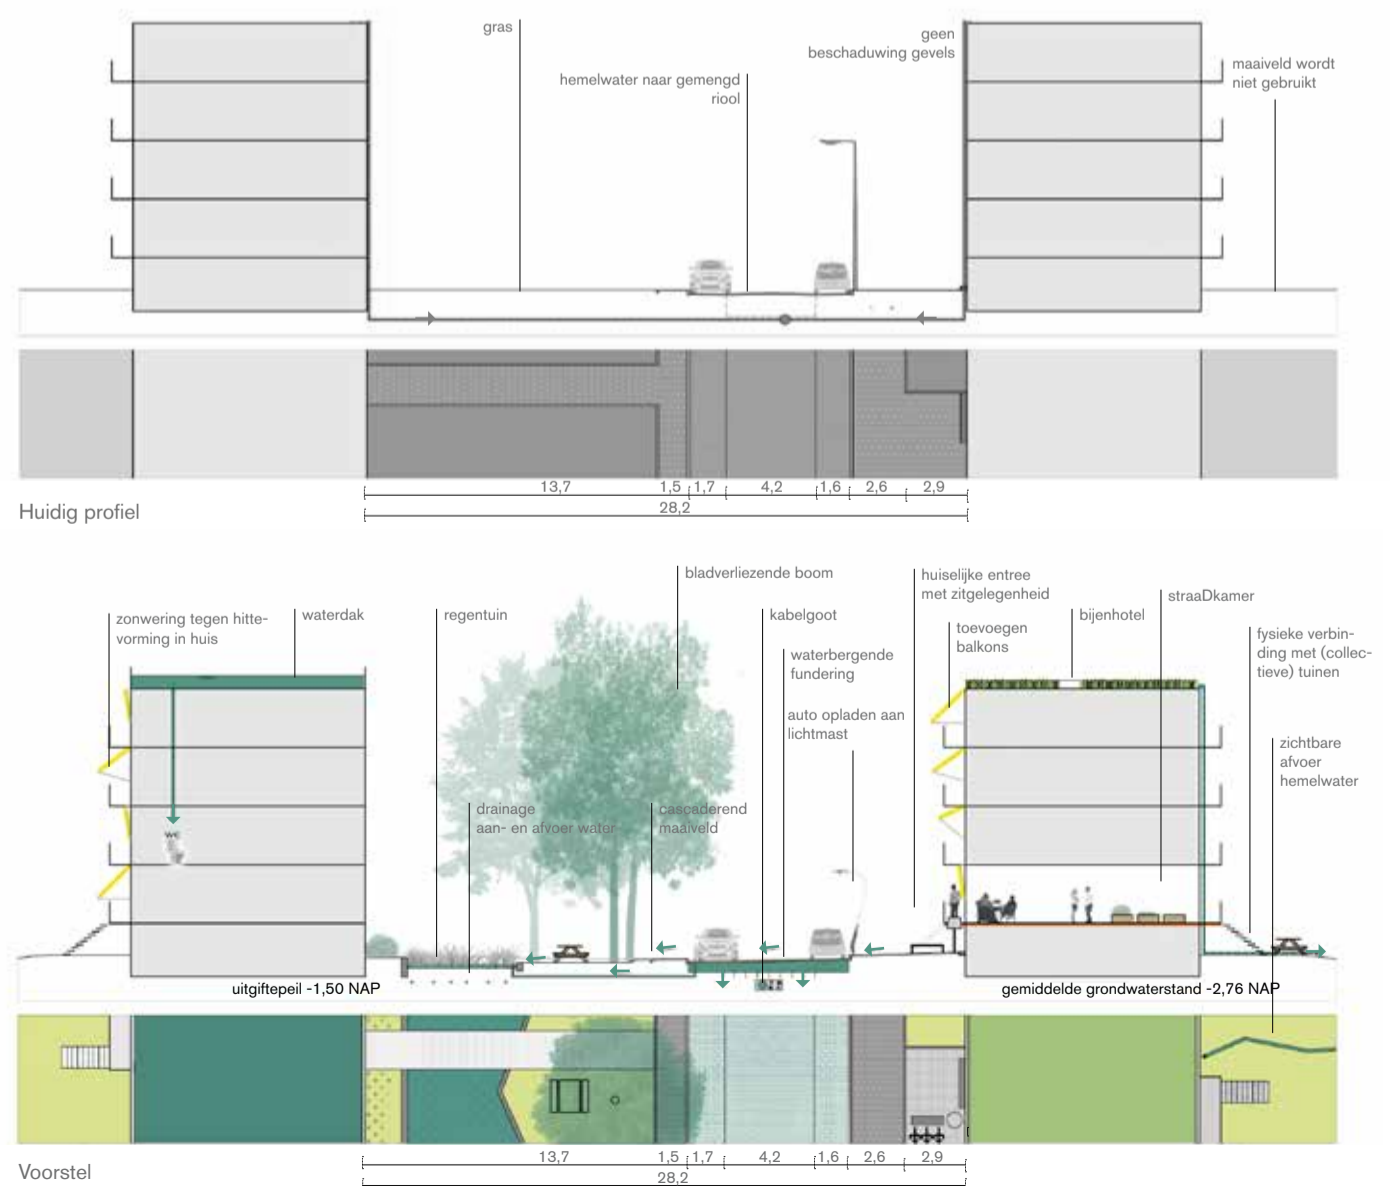 gras
geen
beschaduwing gevels
hemelwater naar gemengd
riool
maaiveld wordt
niet gebruikt
13,7
1,5
1,7
4,2
1,6
2,6
2,9
28,2
Huidig profiel
zonwering tegen hitte-
vorming in huis
waterdak
regentuin
bladverliezende boom
kabelgoot
waterbergende
fundering
auto opladen aan
lichtmast
huiselijke entree
met zitgelegenheid
toevoegen
balkons
bijenhotel
straaDkamer
fysieke verbin-
ding met (collec-
tieve) tuinen
zichtbare
afvoer
hemelwater
drainage
aan- en afvoer water
cascaderend
maaiveld
wc
uitgiftepeil -1,50 NAP
gemiddelde grondwaterstand -2,76 NAP
13,7
1,5
1,7
4,2
1,6
2,6
2,9
28,2
Voorstel